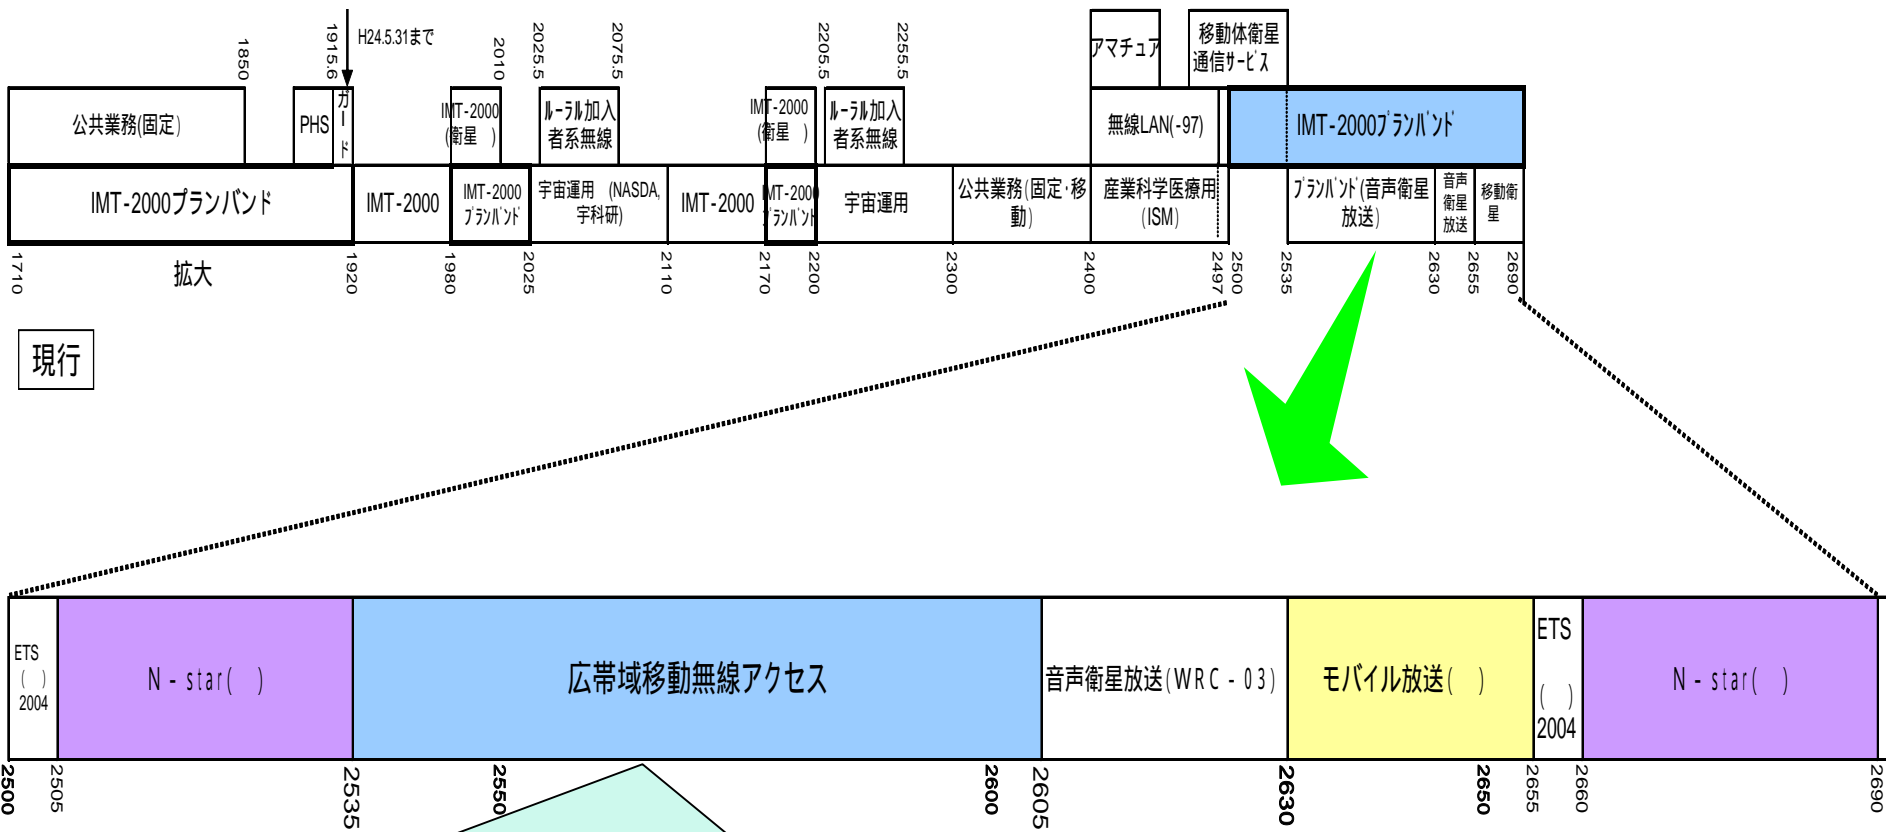 アマチュア
移動体衛星
通信サービス
1850
1915.6
H24.5.31まで
2010
2025.5
2075.5
2205.5
2255.5
公共業務(固定)
PHS
ガード
IMT-2000
(衛星 )
ルーラル加入
者系無線
IMT-2000
(衛星 )
ルーラル加入
者系無線
無線LAN(-97)
IMT-2000プランバンド
IMT-2000プランバンド
IMT-2000
IMT-2000
プランバンド
宇宙運用 (NASDA,
宇科研)
IMT-2000
IMT-2000
プランバンド
宇宙運用
公共業務(固定・移
動)
産業科学医療用
(ISM)
プランバンド(音声衛星
放送)
音声
衛星
放送
移動衛
星
1710
1920
1980
2025
2110
2170
2200
2300
2400
2497
2500
2535
2630
2655
2690
拡大
現行
ETS
( )
2004
N-star( )
広帯域移動無線アクセス
音声衛星放送(WRC-03)
モバイル放送( )
ETS
( )
2004
N-star( )
2500
2505
2535
2550
2600
2605
2630
2650
2655
2660
2690